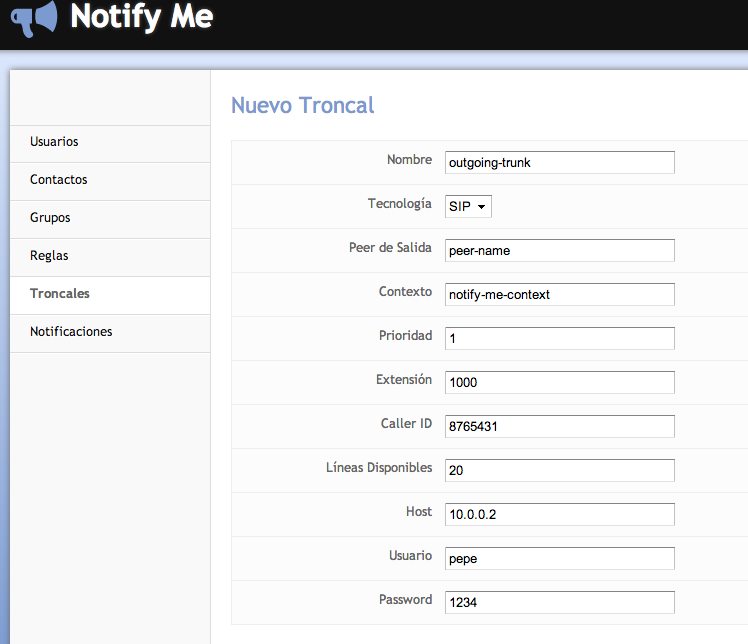 Notify Me
Usuarios
Contactos
Grupos
Reglas
Troncales
Notificaciones
Nuevo Troncal
Nombre outgoing-trunk
Tecnología SIP
Peer de Salida peer-name
Contexto notify-me-context
Prioridad 1
Extensión 1000
Caller ID 8765431
Líneas Disponibles 20
Host 10.0.0.2
Usuario pepe
Password 1234